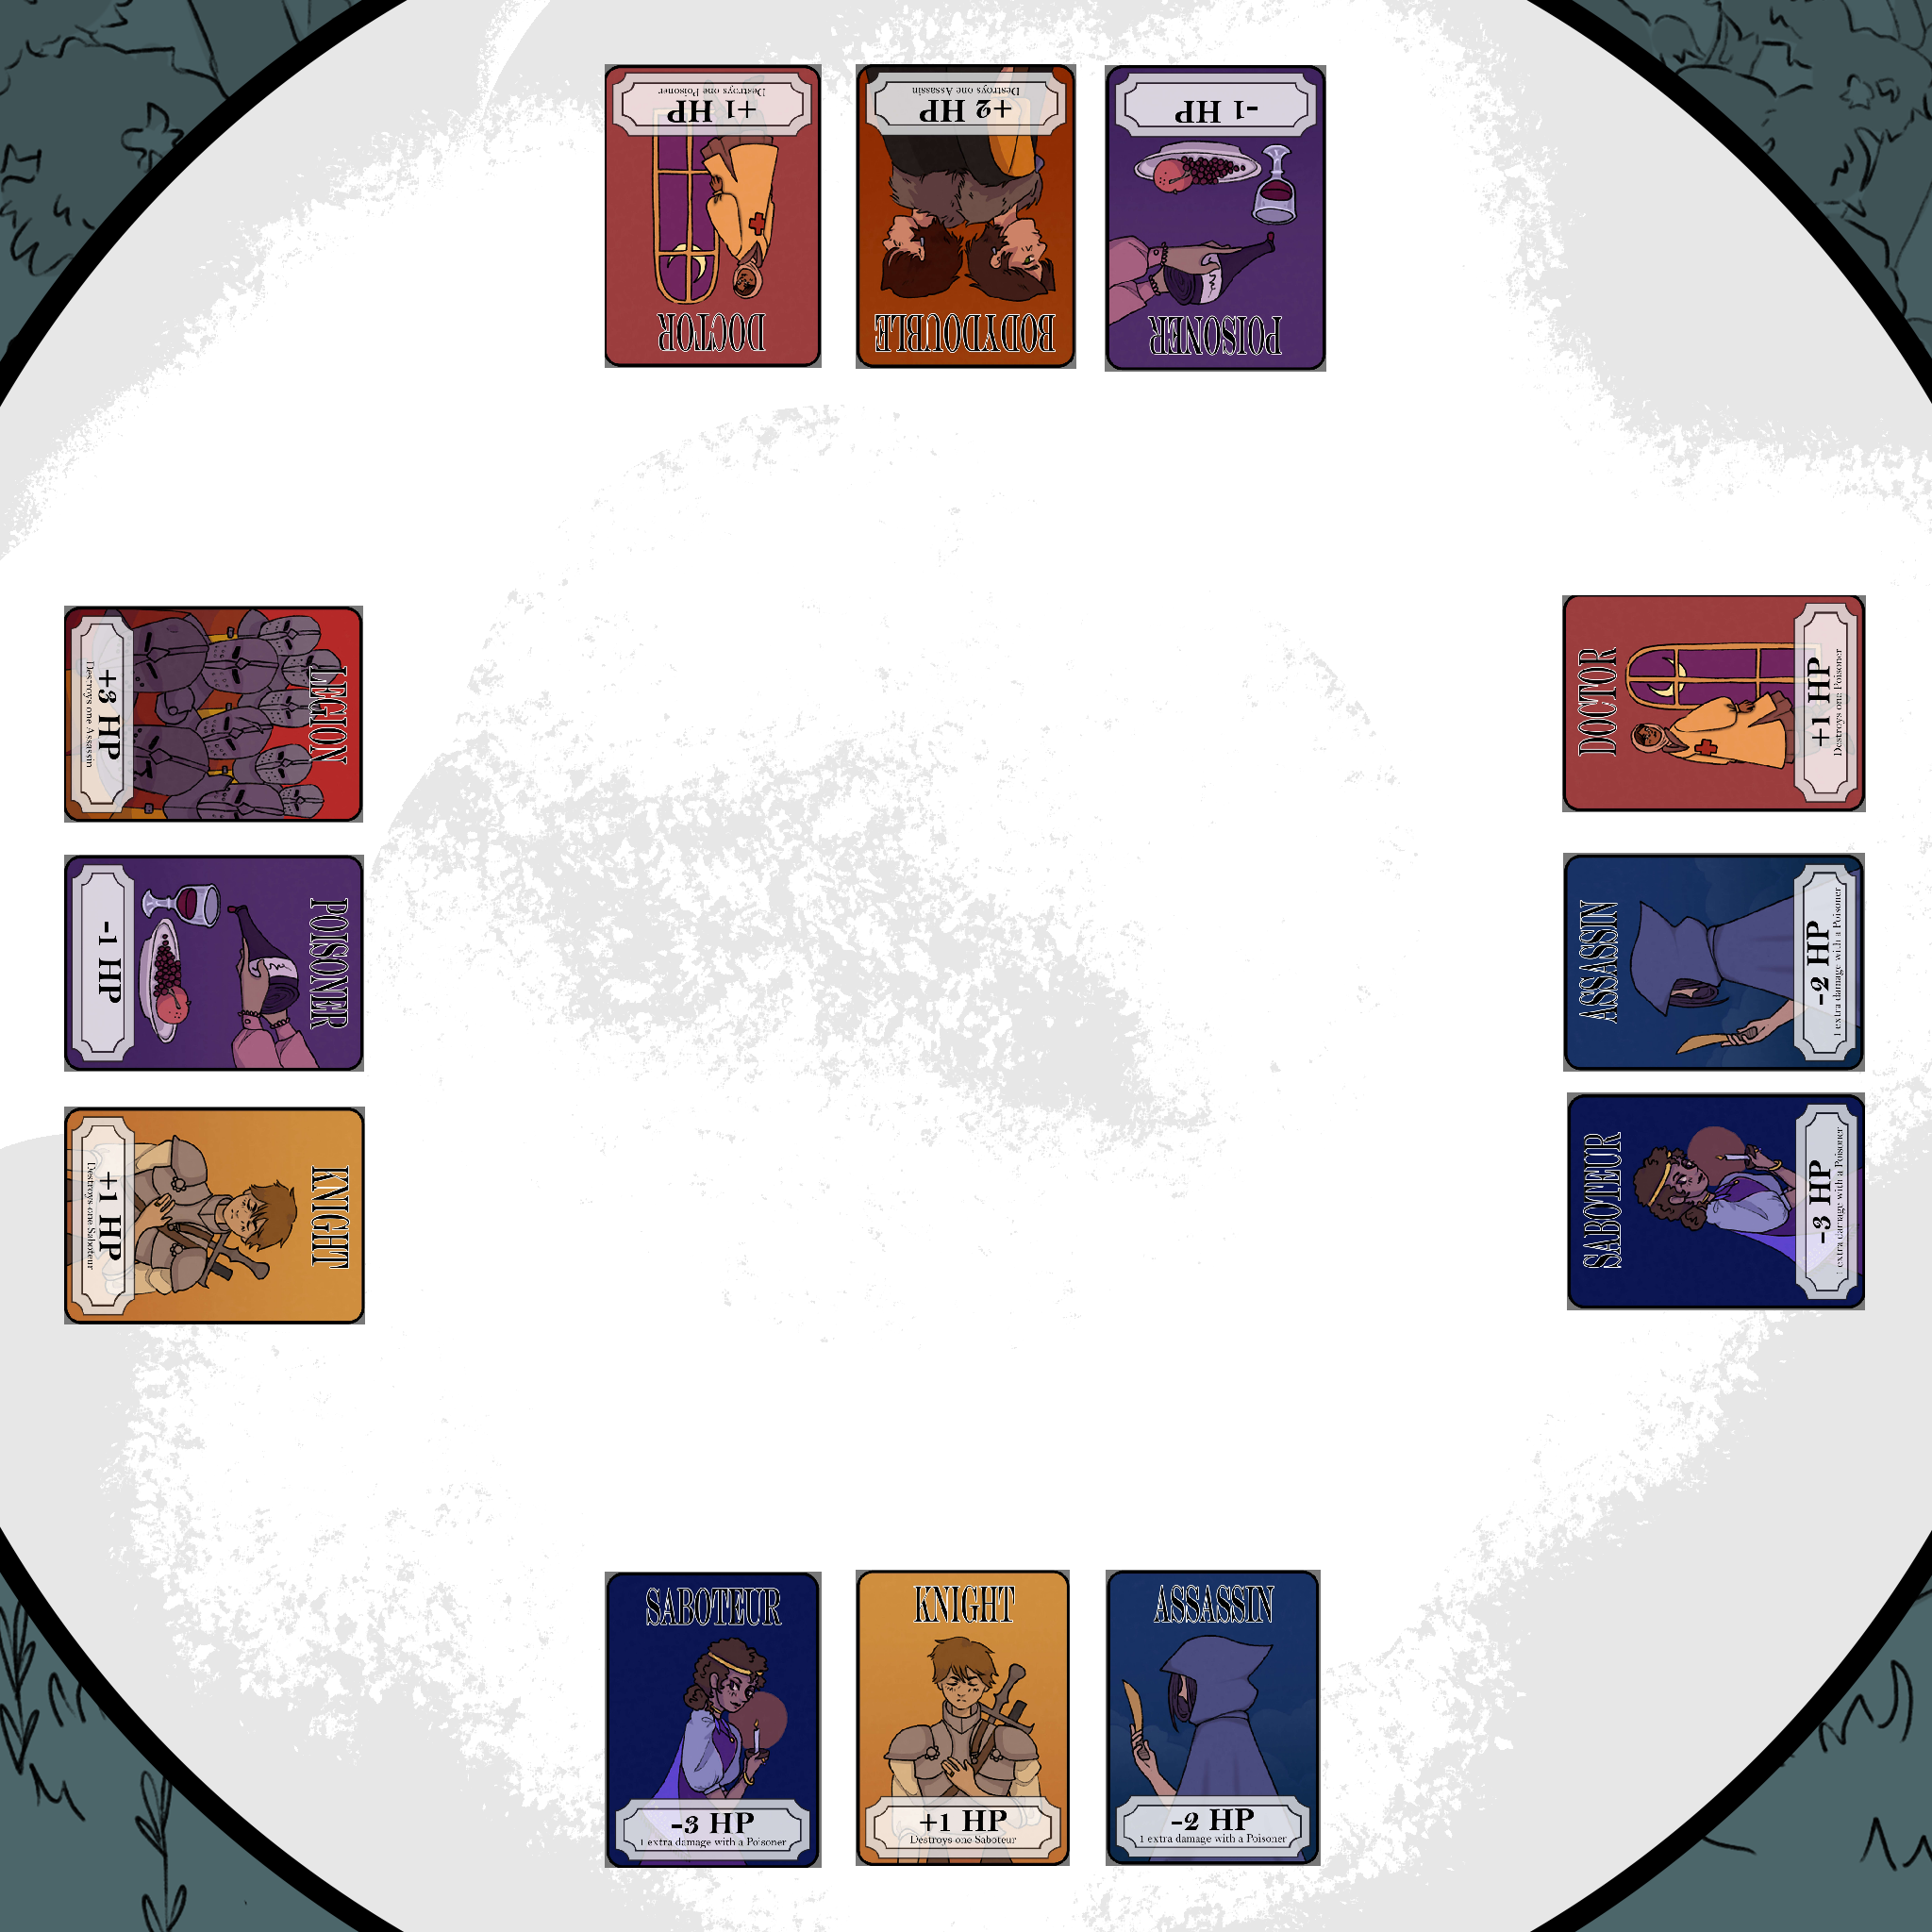 Destroys one Poisoner
+1 HP
DOCTOR
Destroys one Assassin
+2 HP
BODYDOUBLE
-1 HP
POISONER
LEGION
+3 HP
Destroys one Assassin
POISONER
-1 HP
KNIGHT
+1 HP
Destroys one Saboteur
DOCTOR
+1 HP
Destroys one Poisoner
ASSASSIN
-2 HP
1 extra damage with a Poisoner
SABOTEUR
-3 HP
1 extra damage with a Poisoner
SABOTEUR
-3 HP
1 extra damage with a Poisoner
KNIGHT
+1 HP
Destroys one Saboteur
ASSASSIN
-2 HP
1 extra damage with a Poisoner